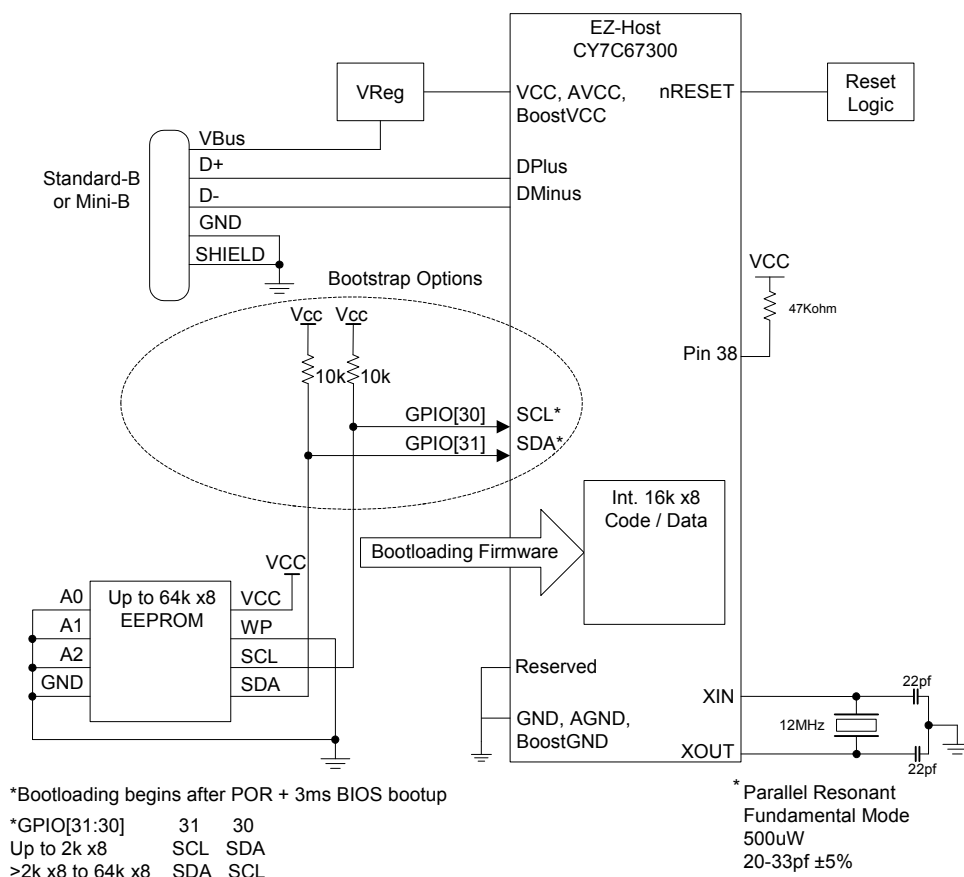 EZ-Host
CY7C67300
VReg
VCC, AVCC,
BoostVCC
nRESET
Reset
Logic
Standard-B
or Mini-B
VBus
D+
D-
GND
SHIELD
DPlus
DMinus
Bootstrap Options
Vcc
Vcc
10k
10k
VCC
47Kohm
Pin 38
GPIO[30]
SCL*
GPIO[31]
SDA*
Int. 16k x8
Code / Data
Bootloading Firmware
VCC
A0
A1
A2
GND
Up to 64k x8
EEPROM
VCC
WP
SCL
SDA
Reserved
GND, AGND,
BoostGND
XIN
XOUT
12MHz
22pf
22pf
*Bootloading begins after POR + 3ms BIOS bootup
*GPIO[31:30] 31 30
Up to 2k x8 SCL SDA
>2k x8 to 64k x8 SDA SCL
* Parallel Resonant
Fundamental Mode
500uW
20-33pf ±5%